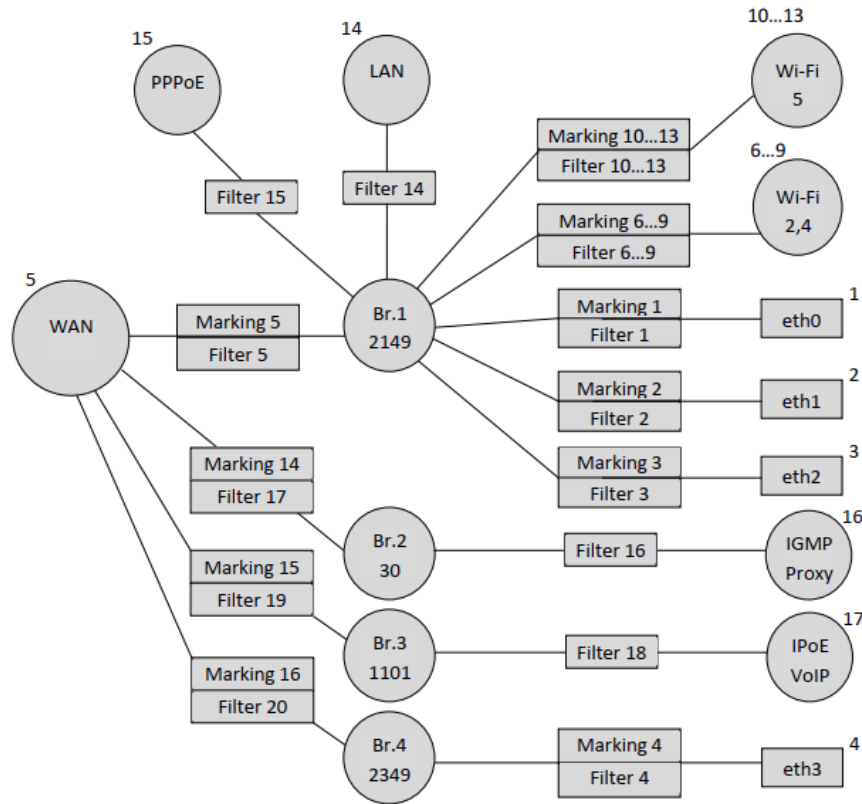 15
PPPoE
14
LAN
10...13
Wi-Fi
5
Marking 10...13
Filter 10...13
6...9
Wi-Fi
2,4
Filter 15
Filter 14
Marking 6...9
Filter 6...9
5
WAN
Marking 5
Filter 5
Br.1
2149
Marking 1
Filter 1
1
eth0
Marking 2
Filter 2
2
eth1
Marking 3
Filter 3
3
eth2
Marking 14
Filter 17
Br.2
30
Filter 16
16
IGMP
Proxy
Marking 15
Filter 19
Br.3
1101
Filter 18
17
IPoE
VoIP
Marking 16
Filter 20
Br.4
2349
Marking 4
Filter 4
4
eth3